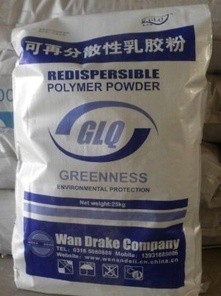 可再分散性乳胶粉
REDISPERSIBLE
POLYMER POWDER
GLQ
GREENNESS
ENVIRONMENTAL PROTECTION
Net weight:25kg
Wan Drake Company